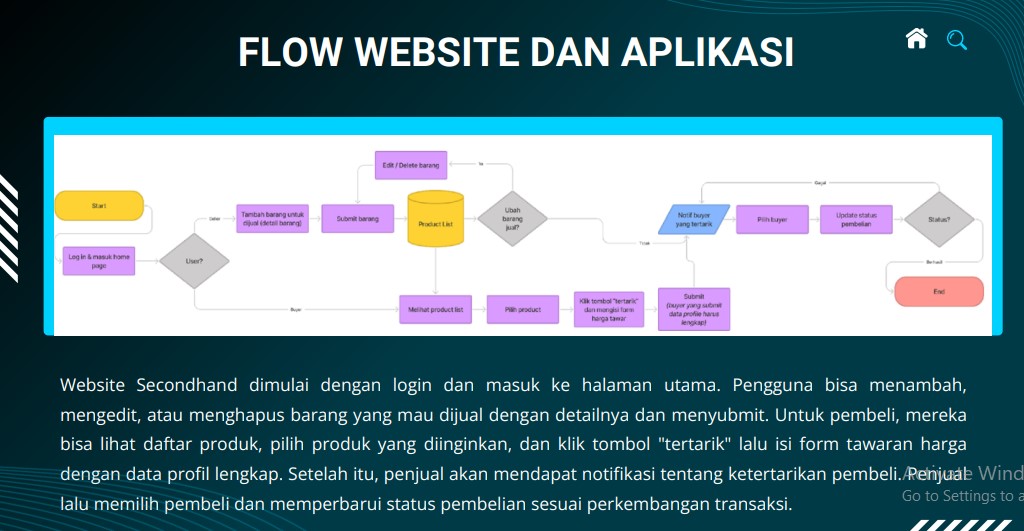 FLOW WEBSITE DAN APLIKASI
Edit / Delete barang
Ya
Start
Seller
Tambah barang untuk
dijual (detail barang)
Submit barang
Product List
Ubah
barang
jual?
Tidak
Notif buyer
yang tertarik
Pilih buyer
Update status
pembelian
Status?
Gagal
Berhasil
End
Log in & masuk home
page
User?
Buyer
Melihat product list
Pilih product
Klik tombol "tertarik"
dan mengisi form
harga tawar
Submit
(buyer yang submit
data profile harus
lengkap)
Website Secondhand dimulai dengan login dan masuk ke halaman utama. Pengguna bisa menambah,
mengedit, atau menghapus barang yang mau dijual dengan detailnya dan menyubmit. Untuk pembeli, mereka
bisa lihat daftar produk, pilih produk yang diinginkan, dan klik tombol "tertarik" lalu isi form tawaran harga
dengan data profil lengkap. Setelah itu, penjual akan mendapat notifikasi tentang ketertarikan pembeli. Penjual
lalu memilih pembeli dan memperbarui status pembelian sesuai perkembangan transaksi.
Activate Wind
Go to Settings to a